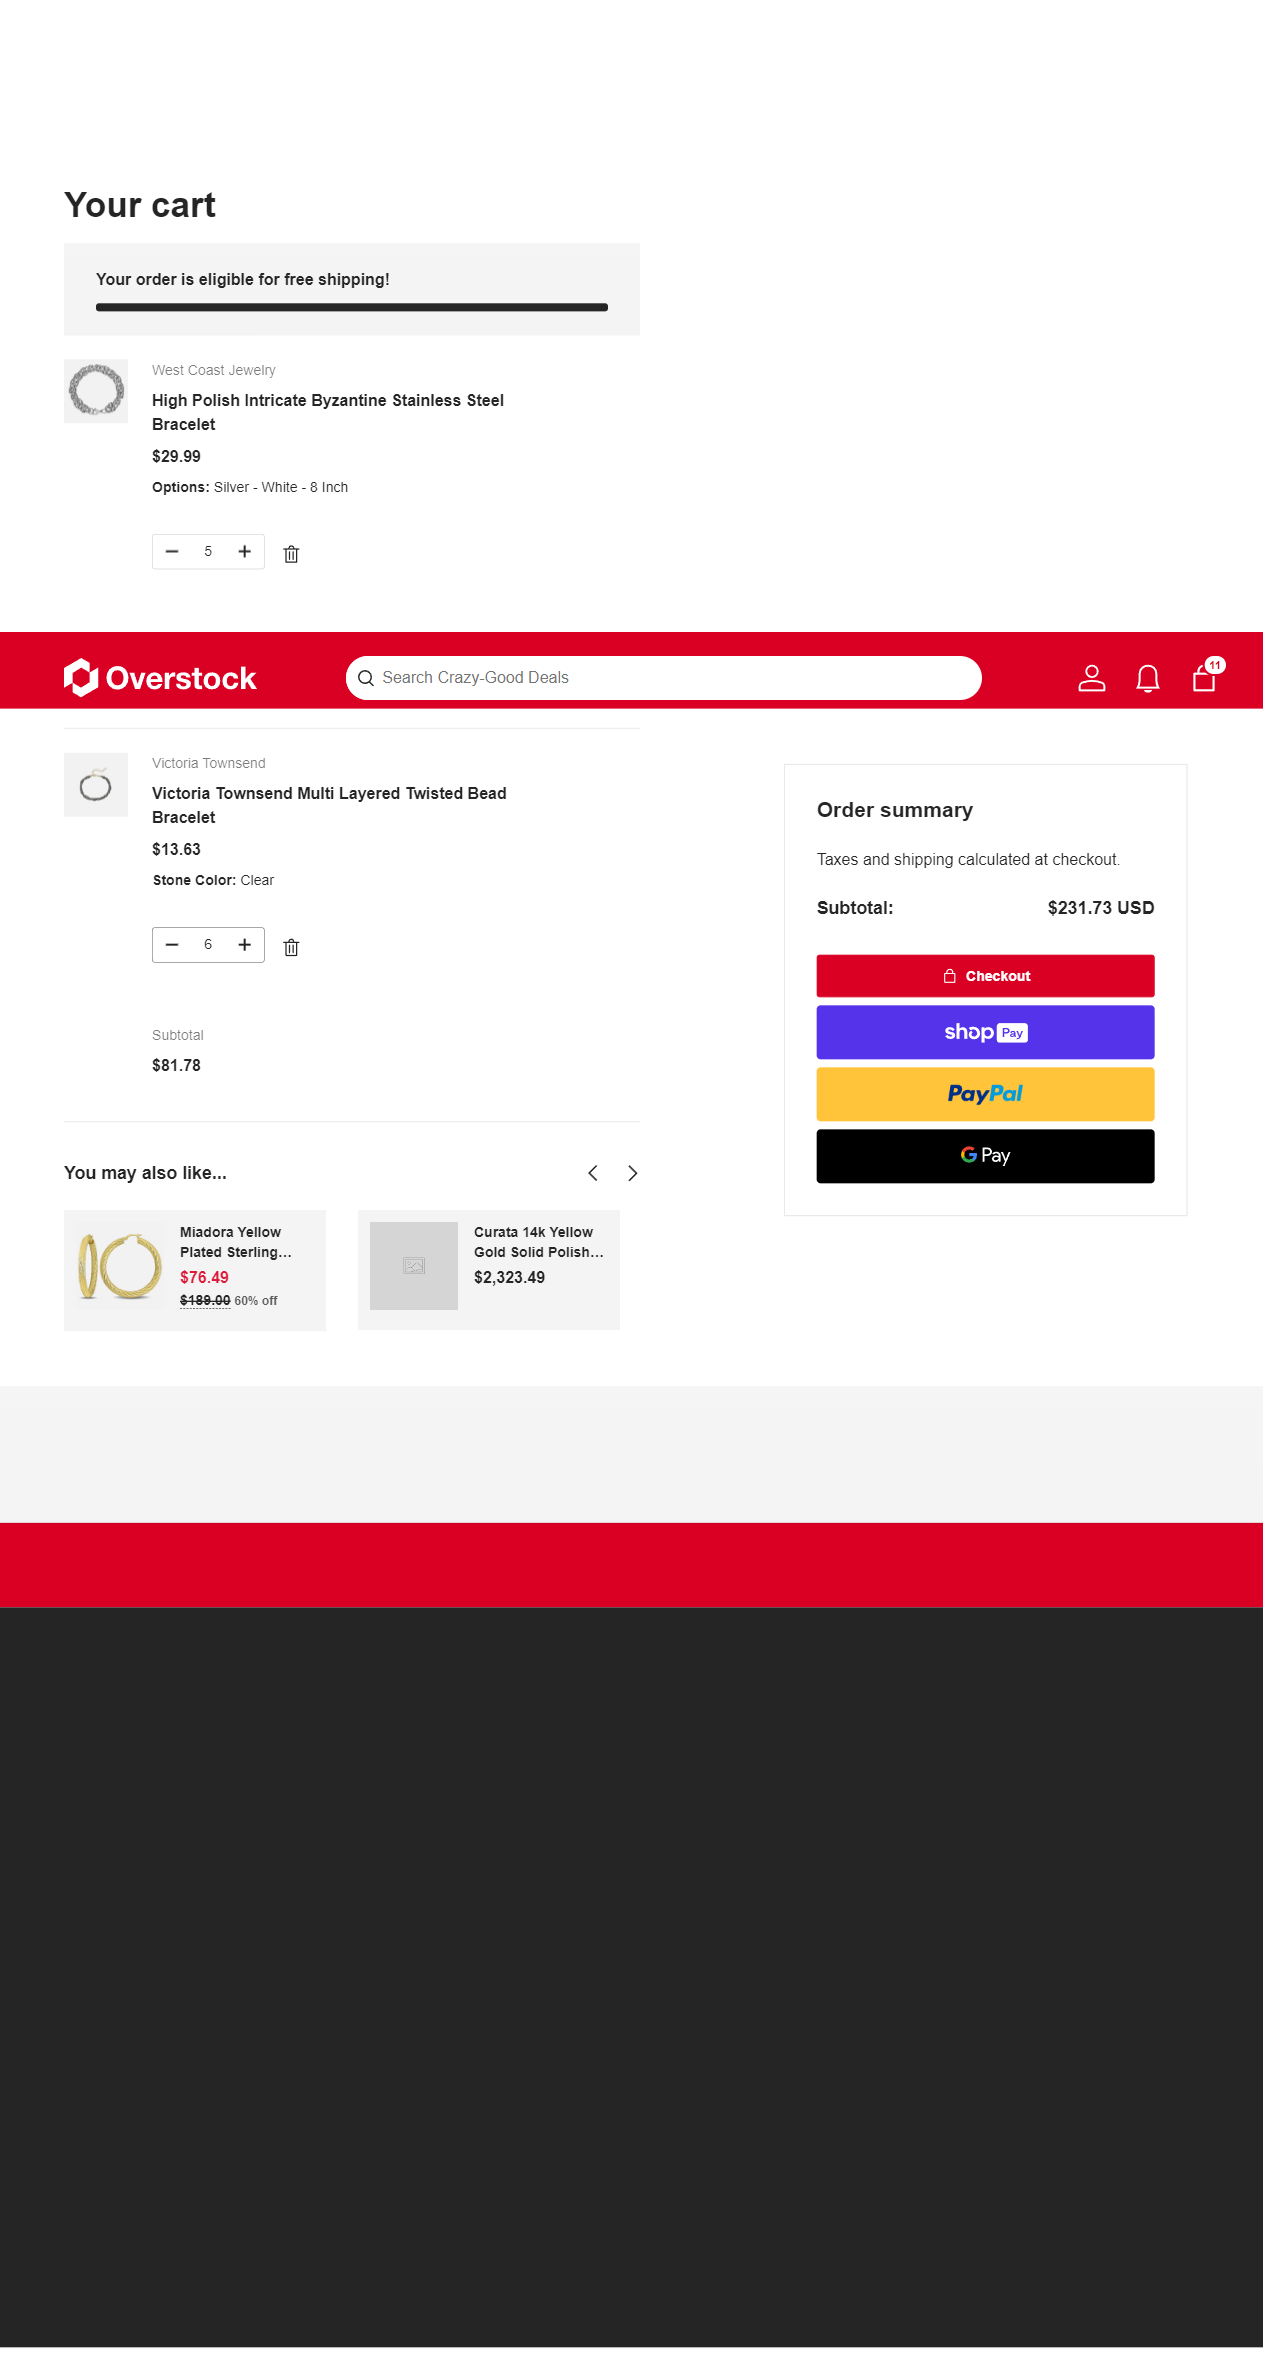 Your cart
Your order is eligible for free shipping!
West Coast Jewelry
High Polish Intricate Byzantine Stainless Steel
Bracelet
$29.99
Options: Silver - White - 8 Inch
5
Overstock
Search Crazy-Good Deals
11
Victoria Townsend
Victoria Townsend Multi Layered Twisted Bead
Bracelet
$13.63
Stone Color: Clear
6
Subtotal
$81.78
Order summary
Taxes and shipping calculated at checkout.
Subtotal: $231.73 USD
Checkout
shop Pay
PayPal
G Pay
You may also like...
Miadora Yellow
Plated Sterling...
$76.49
$189.00 60% off
Curata 14k Yellow
Gold Solid Polish...
$2,323.49